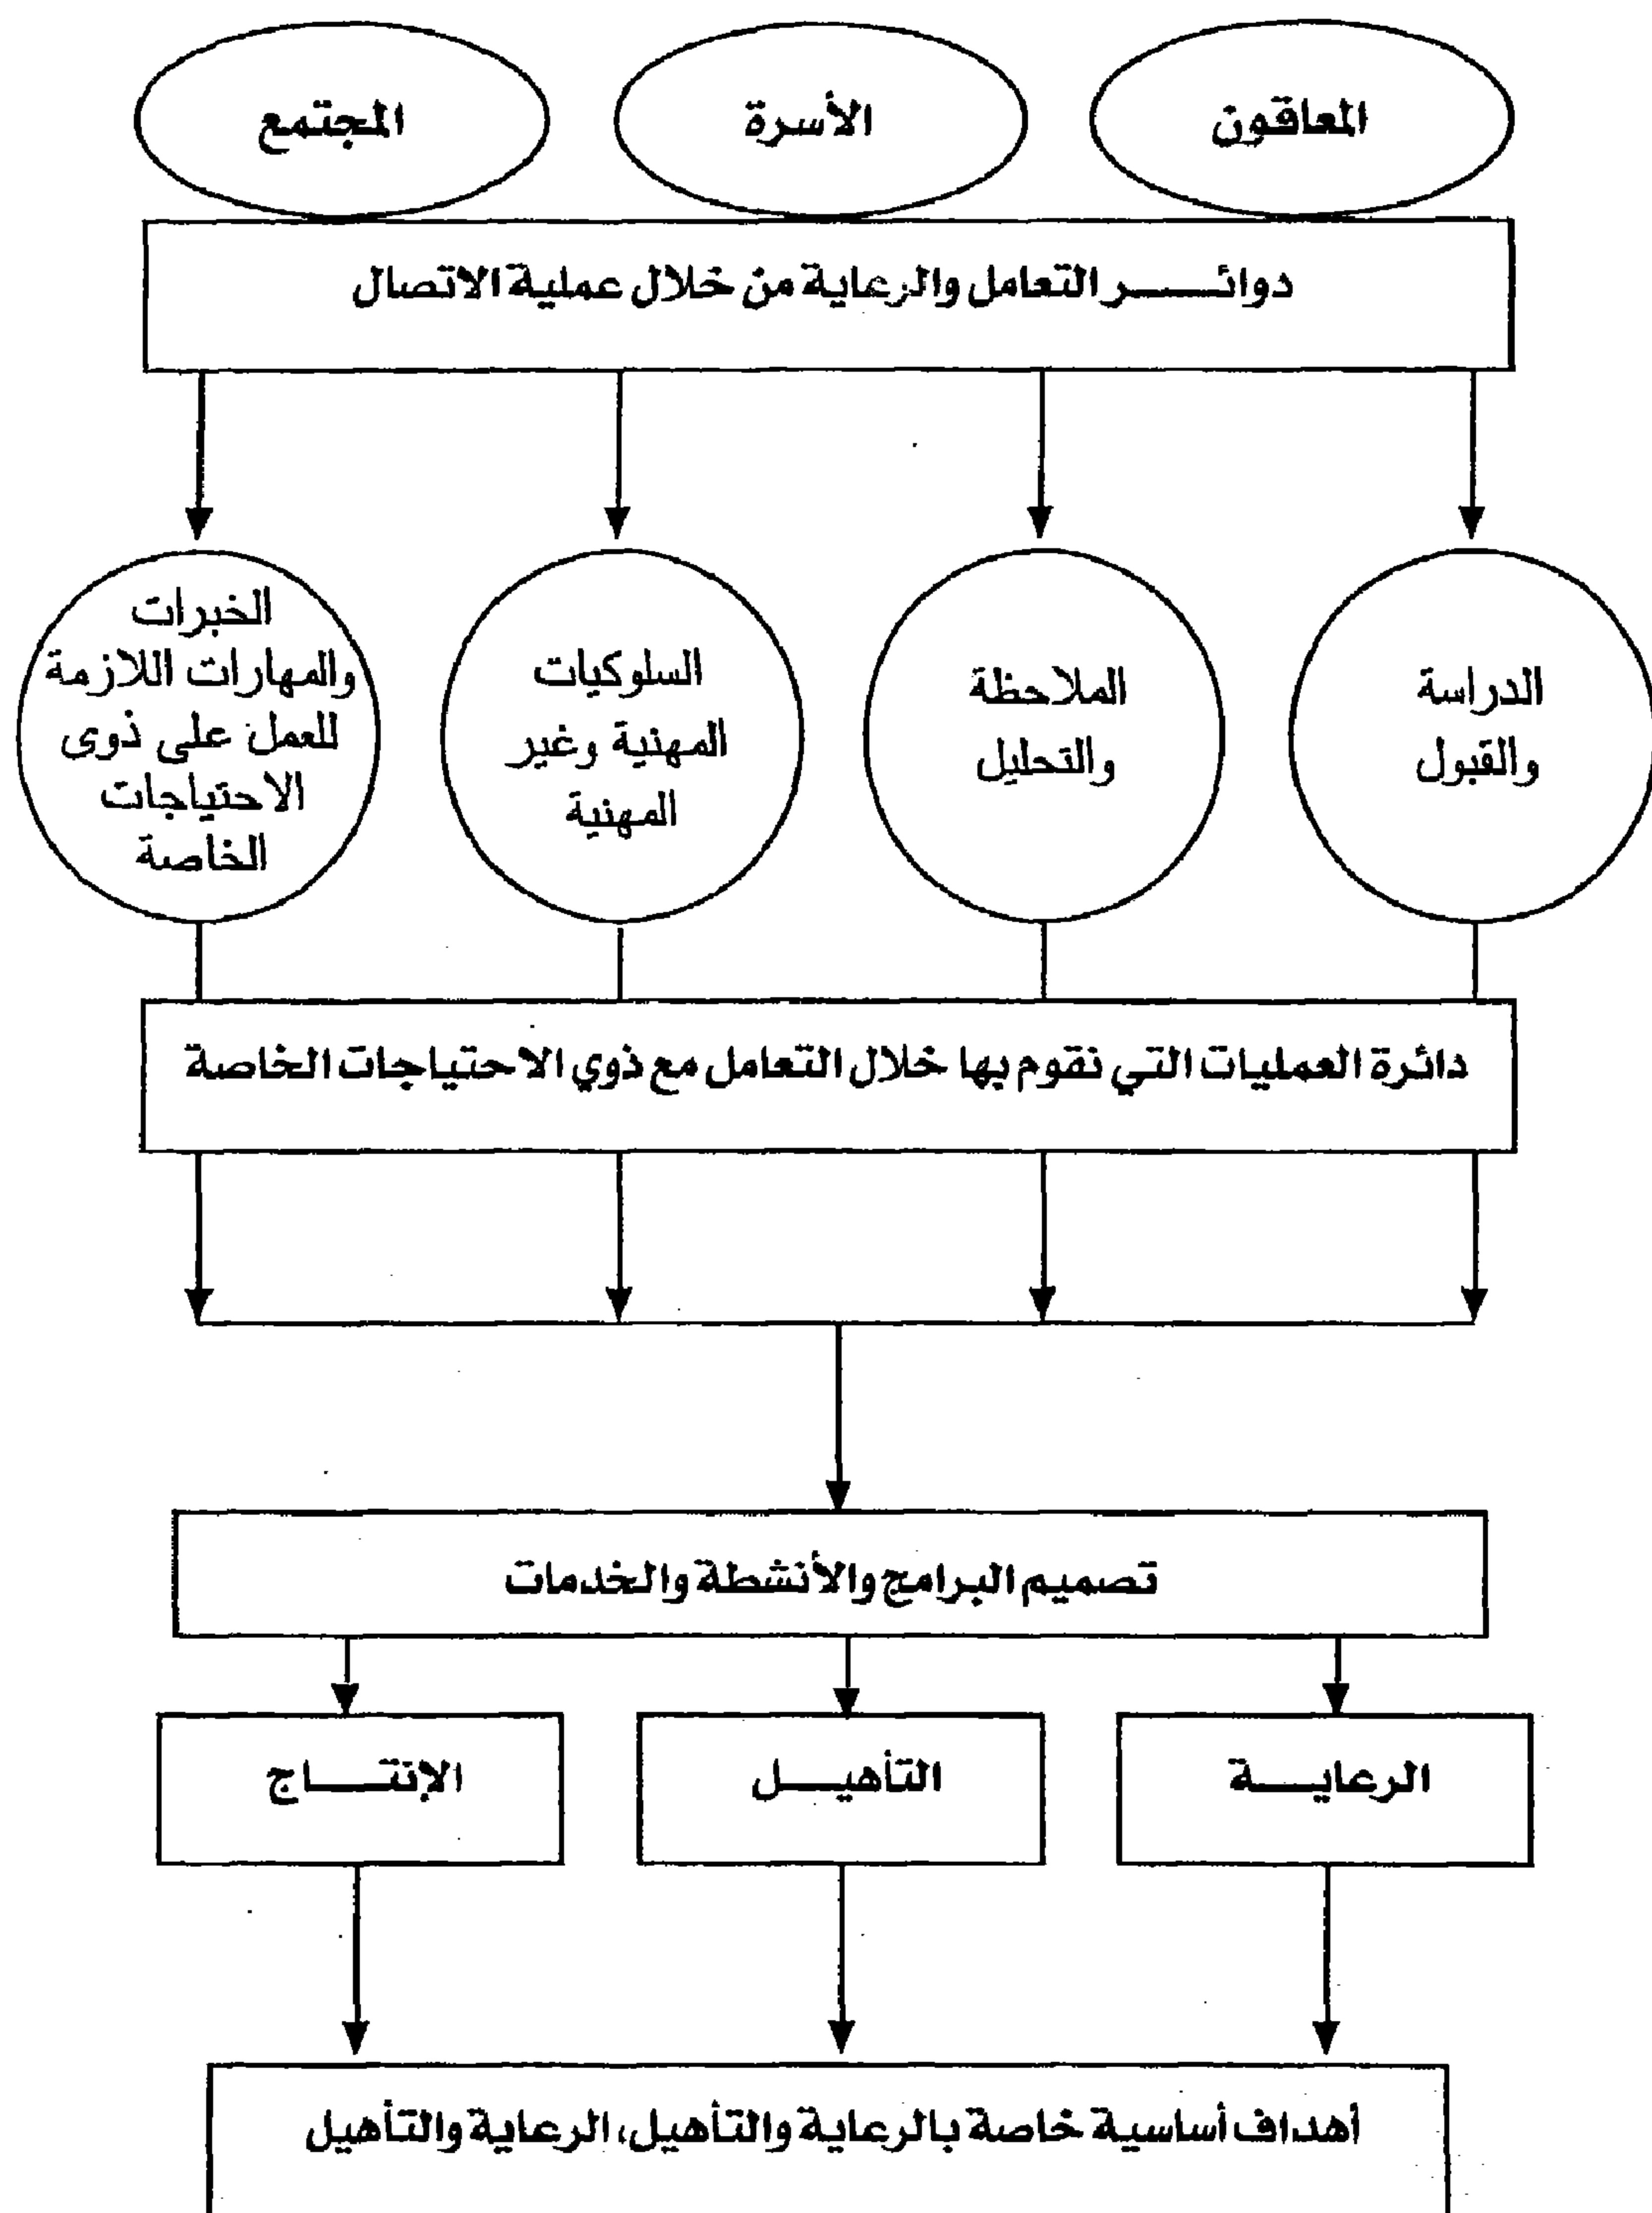 المعاقون
الأسرة
المجتمع
دوائـــــر التعامل والرعاية من خلال عملية الاتصال
الدراسة
والقبول
الملاحظة
والتحليل
السلوكيات
المهنية وغير
المهنية
الخبرات
والمهارات اللازمة
للعمل على ذوى
الاحتياجات
الخاصة
دائرة العمليات التي نقوم بها خلال التعامل مع ذوي الاحتياجات الخاصة
تصميم البرامج والأنشطة والخدمات
الرعايـــة
التأهيـــل
الإنتـــاج
أهداف أساسية خاصة بالرعاية والتأهيل، الرعاية والتأهيل